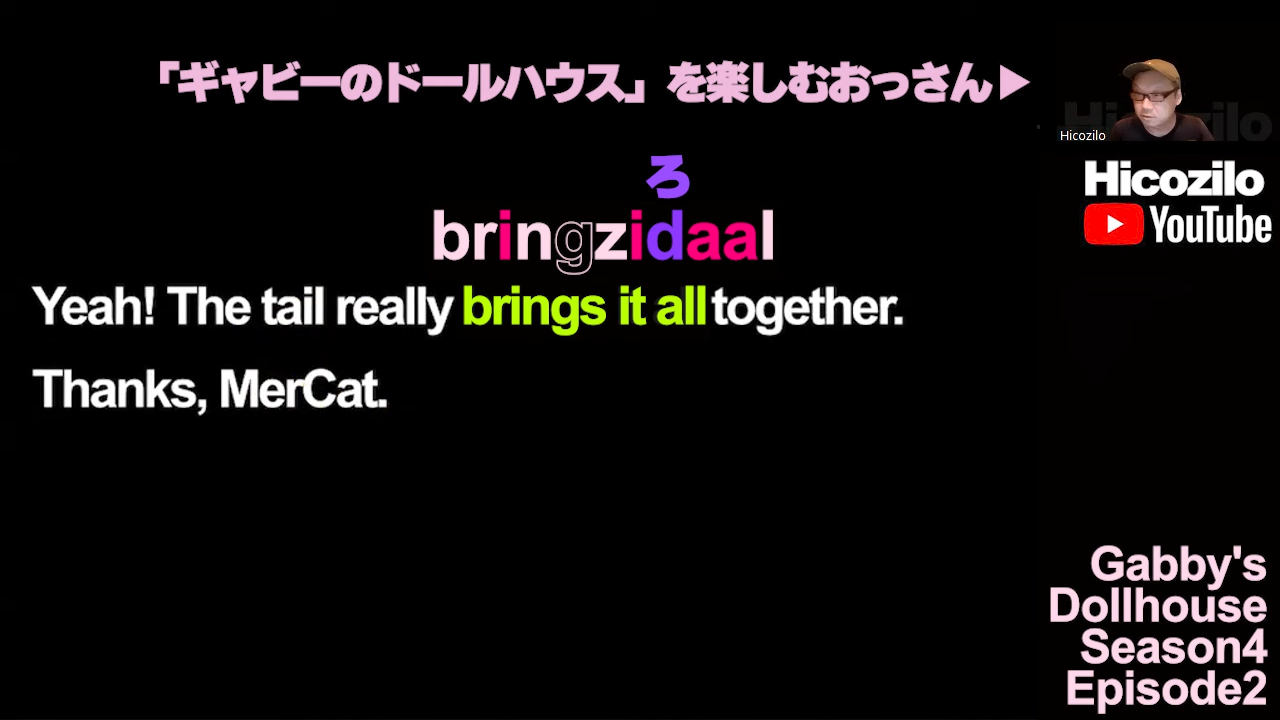 「ギャビーのドールハウス」を楽しむおっさん▶
Hicozilo
Hicozilo
Hicozilo
YouTube
ろ
bringzidaal
Yeah! The tail really brings it all together.
Thanks, MerCat.
Gabby's
Dollhouse
Season4
Episode2